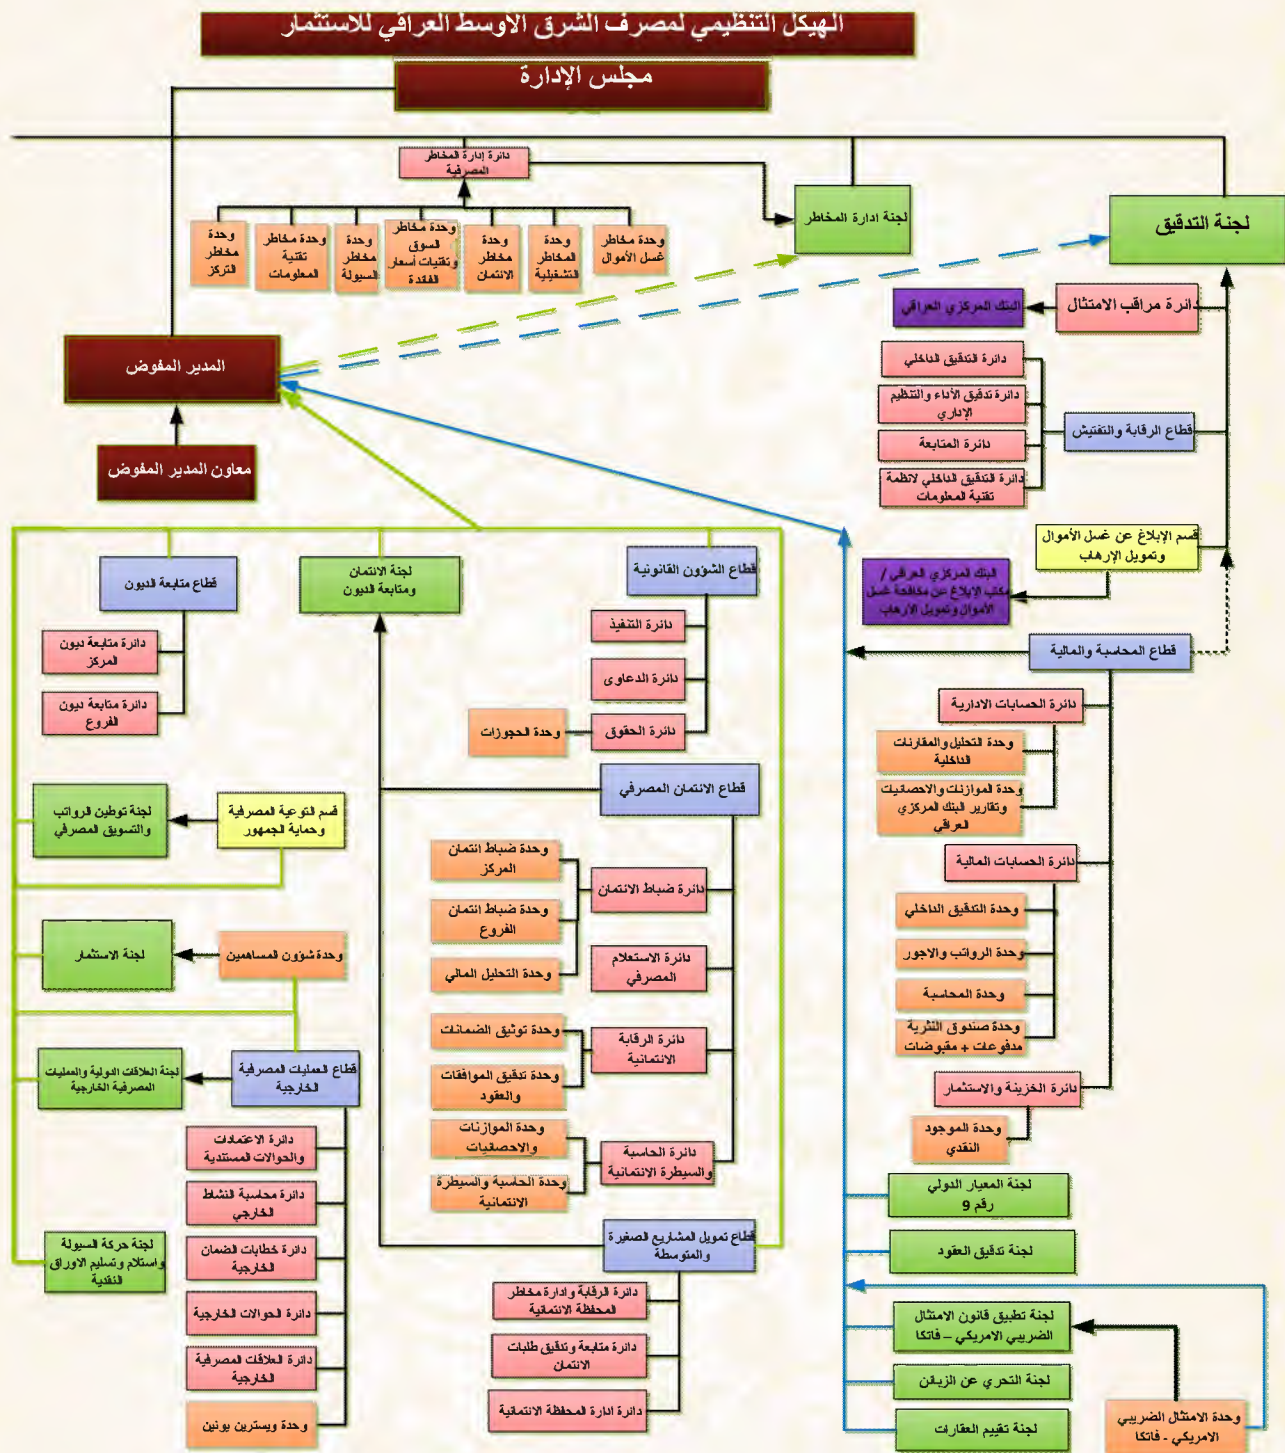 الهيكل التنظيمي لمصرف الشرق الاوسط العراقي للاستثمار
مجلس الإدارة
دائرة إدارة المخاطر
المصرفية
لجنة ادارة المخاطر
لجنة التدقيق
وحدة مخاطر
غسل الأموال
وحدة
المخاطر
التشغيلية
وحدة
مخاطر
الائتمان
وحدة مخاطر
السوق
وتقنيات أسعار
الفائدة
وحدة
مخاطر
السيولة
وحدة مخاطر
تقنية
المعلومات
وحدة
مخاطر
التركز
دائرة مراقب الامتثال
البنك المركزي العراقي
المدير المفوض
معاون المدير المفوض
دائرة التدقيق الداخلي
دائرة تدقيق الأداء والتنظيم
الإداري
دائرة المتابعة
دائرة التدقيق الداخلي لانظمة
تقنية المعلومات
قطاع الرقابة والتفتيش
قسم الإبلاغ عن غسل الأموال
وتمويل الإرهاب
البنك المركزي العراقي /
مكتب الإبلاغ عن مكافحة غسل
الأموال وتمويل الارهاب
قطاع المحاسبة والمالية
دائرة الحسابات الادارية
وحدة التحليل والمقارنات
الداخلية
وحدة الموازنات والاحصائيات
وتقارير البنك المركزي
العراقي
دائرة الحسابات المالية
وحدة التدقيق الداخلي
وحدة الرواتب والاجور
وحدة المحاسبة
وحدة صندوق النثرية
مدفوعات + مقبوضات
دائرة الخزينة والاستثمار
وحدة الموجود
النقدي
لجنة المعيار الدولي
رقم 9
لجنة تدقيق العقود
لجنة تطبيق قانون الامتثال
الضريبي الامريكي – فاتكا
لجنة التحري عن الزبائن
لجنة تقييم العقارات
وحدة الامتثال الضريبي
الامريكي - فاتكا
قطاع الشؤون القانونية
دائرة التنفيذ
دائرة الدعاوى
دائرة الحقوق
وحدة الحجوزات
لجنة الائتمان
ومتابعة الديون
قطاع متابعة الديون
دائرة متابعة ديون
المركز
دائرة متابعة ديون
الفروع
قطاع الائتمان المصرفي
دائرة ضباط الائتمان
وحدة ضباط ائتمان
المركز
وحدة ضباط ائتمان
الفروع
وحدة التحليل المالي
دائرة الاستعلام
المصرفي
دائرة الرقابة
الائتمانية
وحدة توثيق الضمانات
وحدة تدقيق الموافقات
والعقود
دائرة الحاسبة
والسيطرة الائتمانية
وحدة الموازنات
والاحصائيات
وحدة الحاسبة والسيطرة
الائتمانية
قطاع تمويل المشاريع الصغيرة
والمتوسطة
دائرة الرقابة وادارة مخاطر
المحفظة الائتمانية
دائرة متابعة وتدقيق طلبات
الائتمان
دائرة ادارة المحفظة الائتمانية
قسم التوعية المصرفية
وحماية الجمهور
لجنة توطين الرواتب
والتسويق المصرفي
وحدة شؤون المساهمين
لجنة الاستثمار
قطاع العمليات المصرفية
الخارجية
لجنة العلاقات الدولية والعمليات
المصرفية الخارجية
دائرة الاعتمادات
والحوالات المستندية
دائرة محاسبة النشاط
الخارجي
دائرة خطابات الضمان
الخارجية
دائرة الحوالات الخارجية
دائرة العلاقات المصرفية
الخارجية
وحدة ويسترين يونين
لجنة حركة السيولة
واستلام وتسليم الاوراق
النقدية